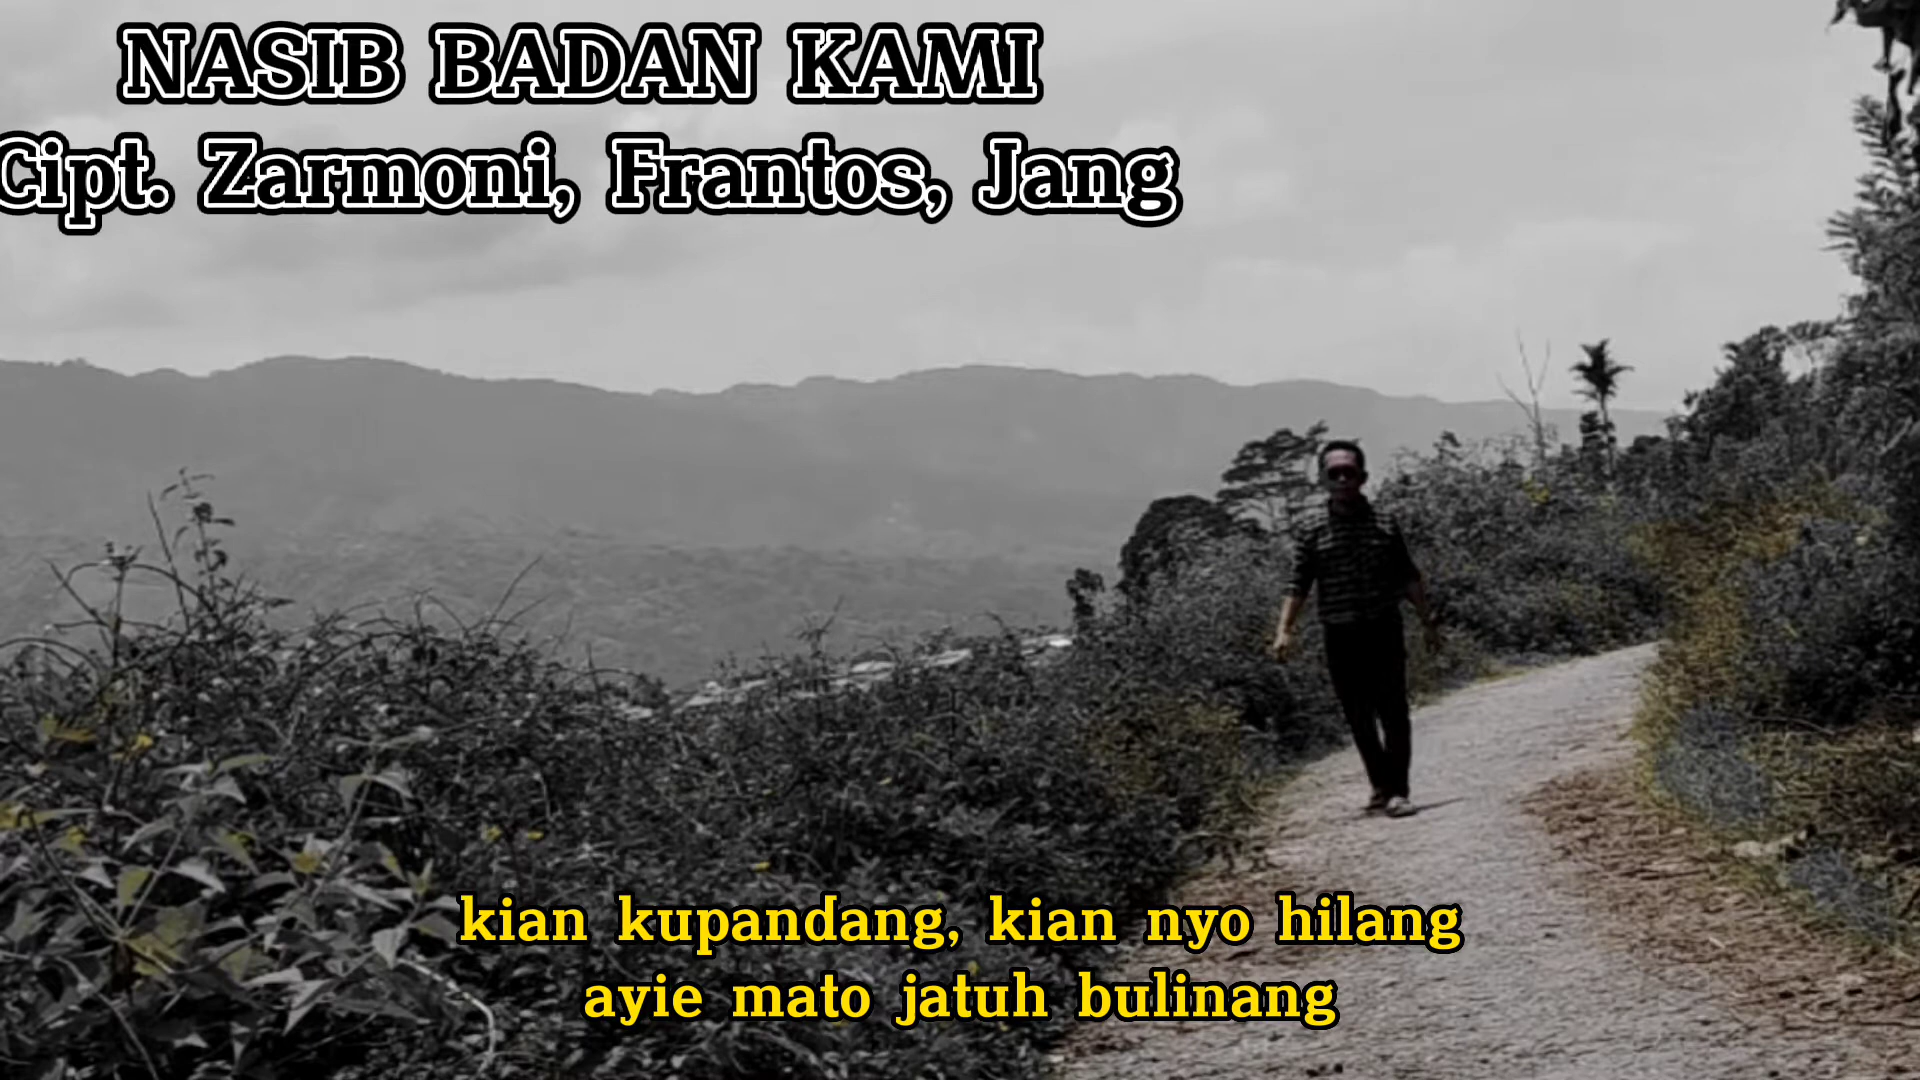 NASIB BADAN KAMI
Cipt. Zarmoni, Frantos, Jang
kian kupandang, kian nyo hilang
ayie mato jatuh bulinang